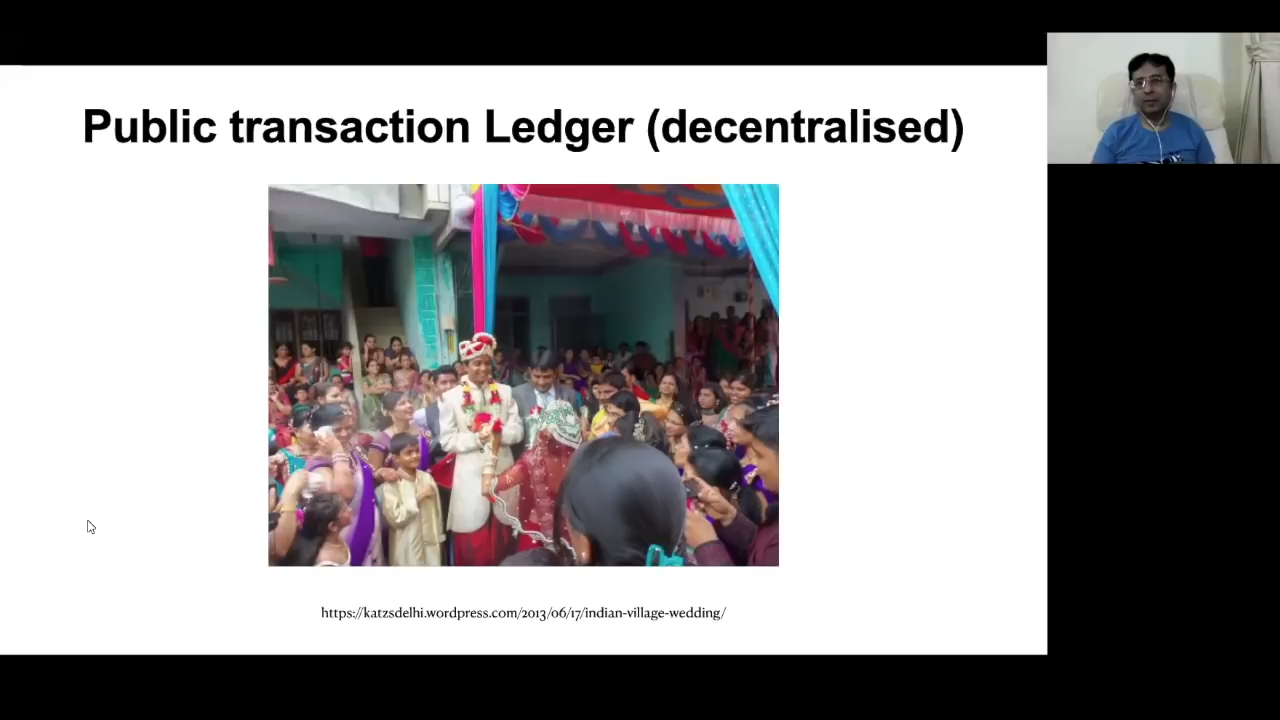 Public transaction Ledger (decentralised)
https://katzsdelhi.wordpress.com/2013/06/17/indian-village-wedding/